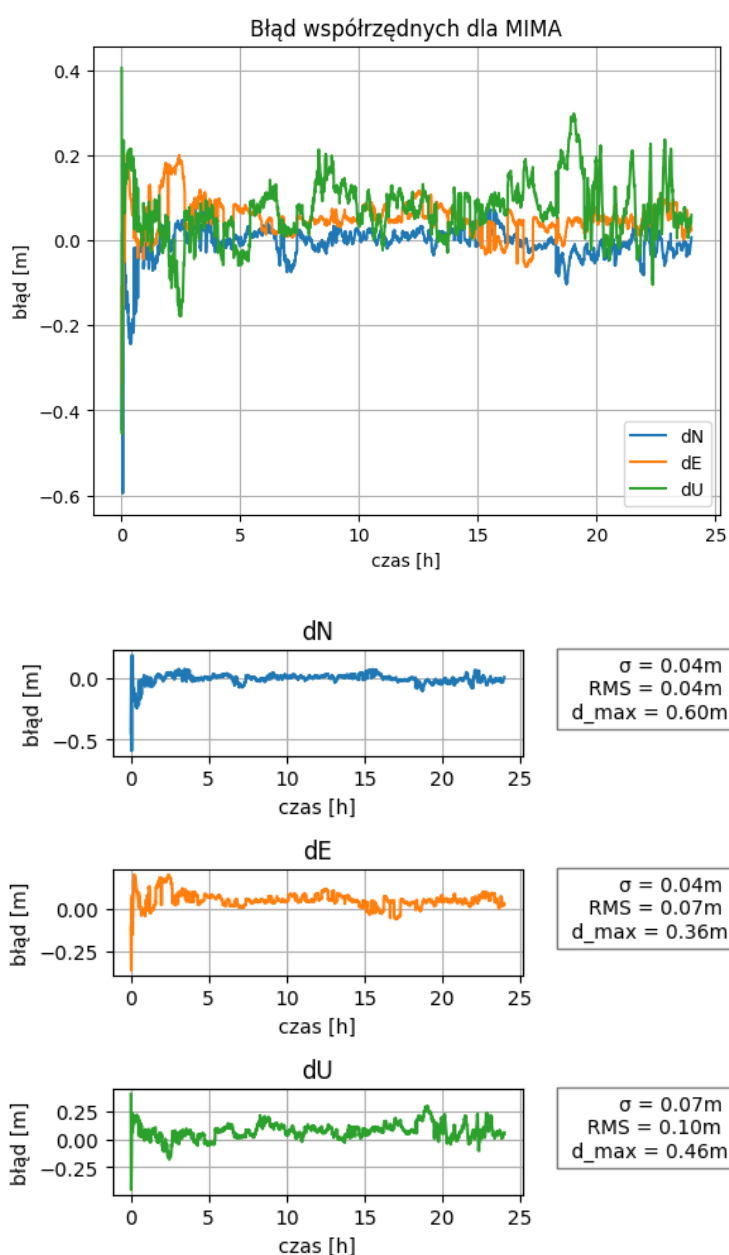 Błąd współrzędnych dla MIMA
błąd [m]
0.4
0.2
0.0
−0.2
−0.4
−0.6
dN
dE
dU
0 5 10 15 20 25
czas [h]
dN
błąd [m]
0.0
−0.5
0 5 10 15 20 25
czas [h]
σ = 0.04m
RMS = 0.04m
d_max = 0.60m
dE
błąd [m]
0.00
−0.25
0 5 10 15 20 25
czas [h]
σ = 0.04m
RMS = 0.07m
d_max = 0.36m
dU
błąd [m]
0.25
0.00
−0.25
0 5 10 15 20 25
czas [h]
σ = 0.07m
RMS = 0.10m
d_max = 0.46m